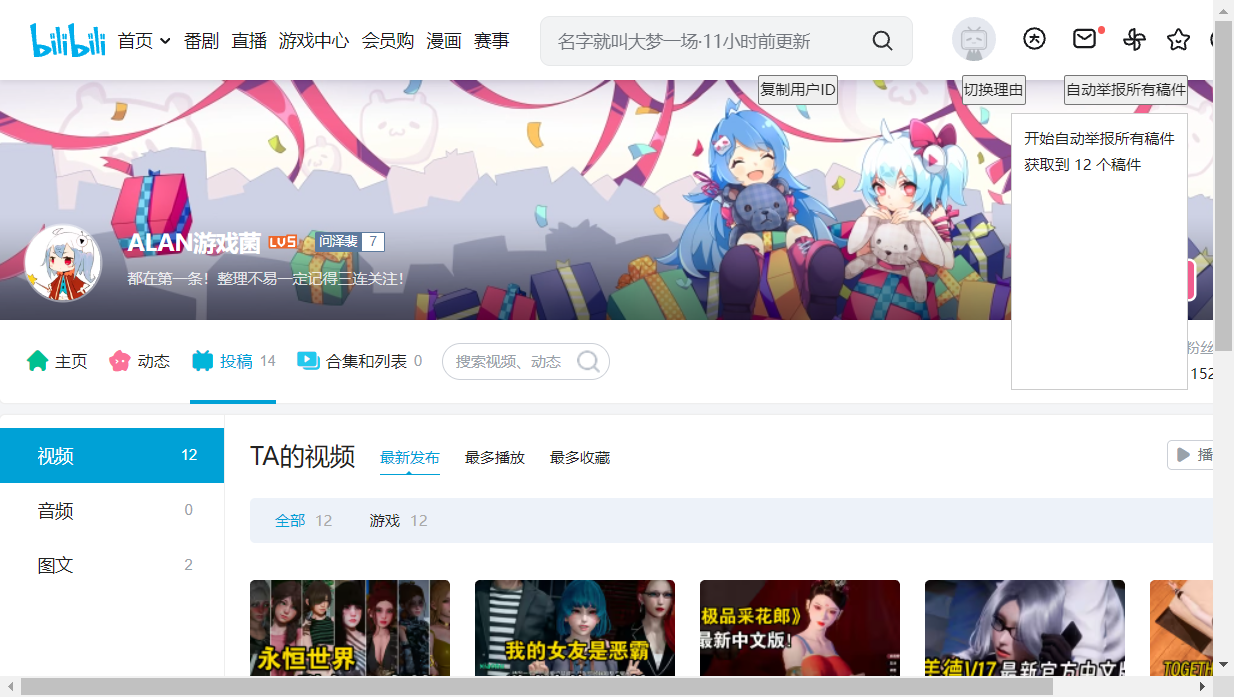 bilibili 首页 番剧 直播 游戏中心 会员购 漫画 赛事 名字就叫大梦一场·11小时前更新
复制用户ID 切换理由 自动举报所有稿件
开始自动举报所有稿件
获取到 12 个稿件
ALAN游戏菌 LV5 问泽裴 7
都在第一条！整理不易一定记得三连关注！
主页 动态 投稿 14 合集和列表 0 搜索视频、动态 粉丝
152
视频 12
音频 0
图文 2
TA的视频 最新发布 最多播放 最多收藏 播
全部 12 游戏 12
永恒世界
我的女友是恶霸
极品采花郎》
最新中文版！
美德V17最新官方中文版
TOGETH